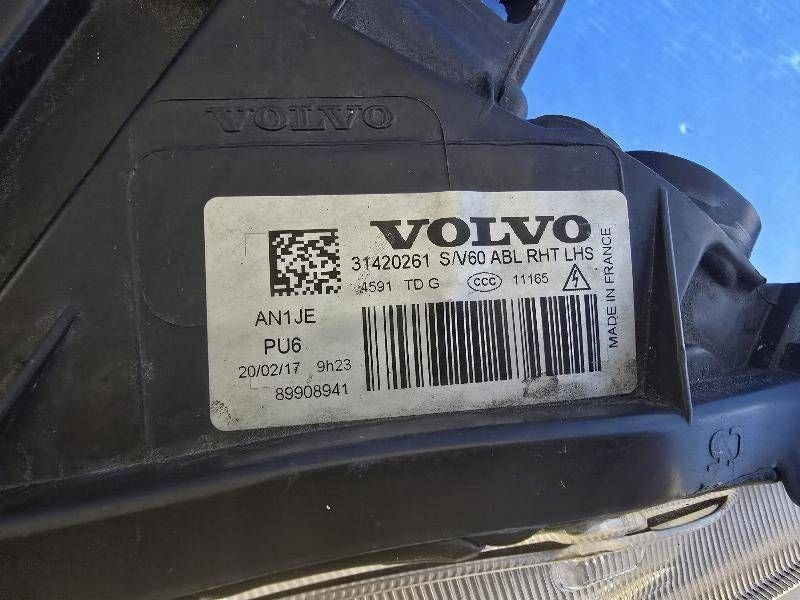 VOLVO
VOLVO
31420261 S/V60 ABL RHT LHS
4591 TD G CCC 11165
MADE IN FRANCE
AN1JE
PU6
20/02/17 9h23
89908941